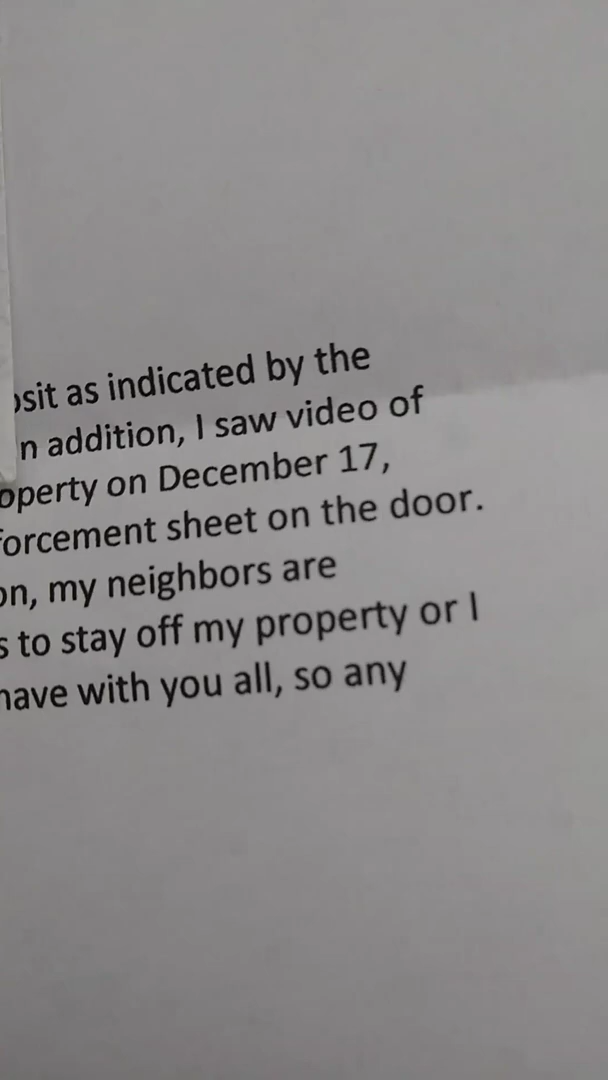 osit as indicated by the
n addition, I saw video of
operty on December 17,
forcement sheet on the door.
on, my neighbors are
s to stay off my property or I
have with you all, so any